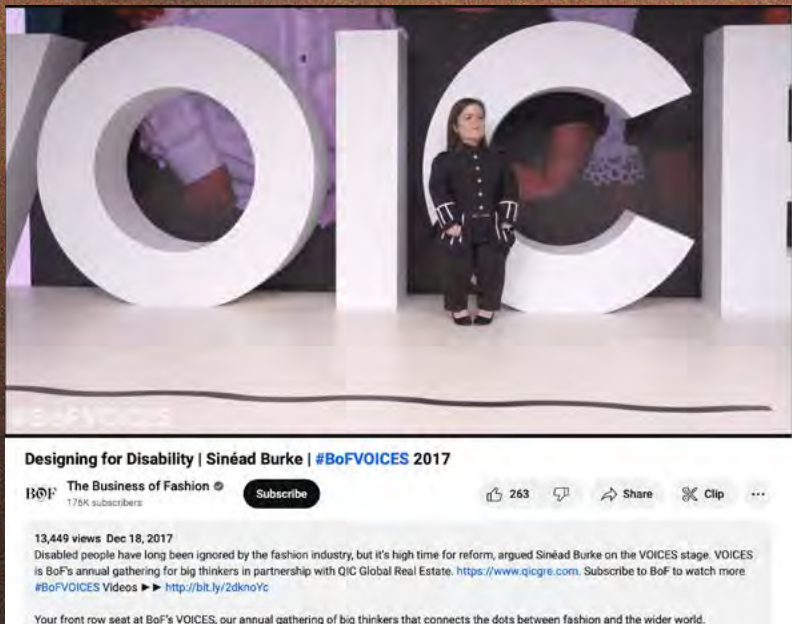 VOICE
#BoFVOICES
Designing for Disability | Sinéad Burke | #BoFVOICES 2017
BOF The Business of Fashion
176K subscribers
Subscribe
263 Share Clip ...
13,449 views Dec 18, 2017
Disabled people have long been ignored by the fashion industry, but it's high time for reform, argued Sinéad Burke on the VOICES stage. VOICES
is BoF's annual gathering for big thinkers in partnership with QIC Global Real Estate. https://www.qicgre.com. Subscribe to BoF to watch more
#BoFVOICES Videos ►► http://bit.ly/2dknoYc
Your front row seat at BoF's VOICES, our annual gathering of big thinkers that connects the dots between fashion and the wider world.